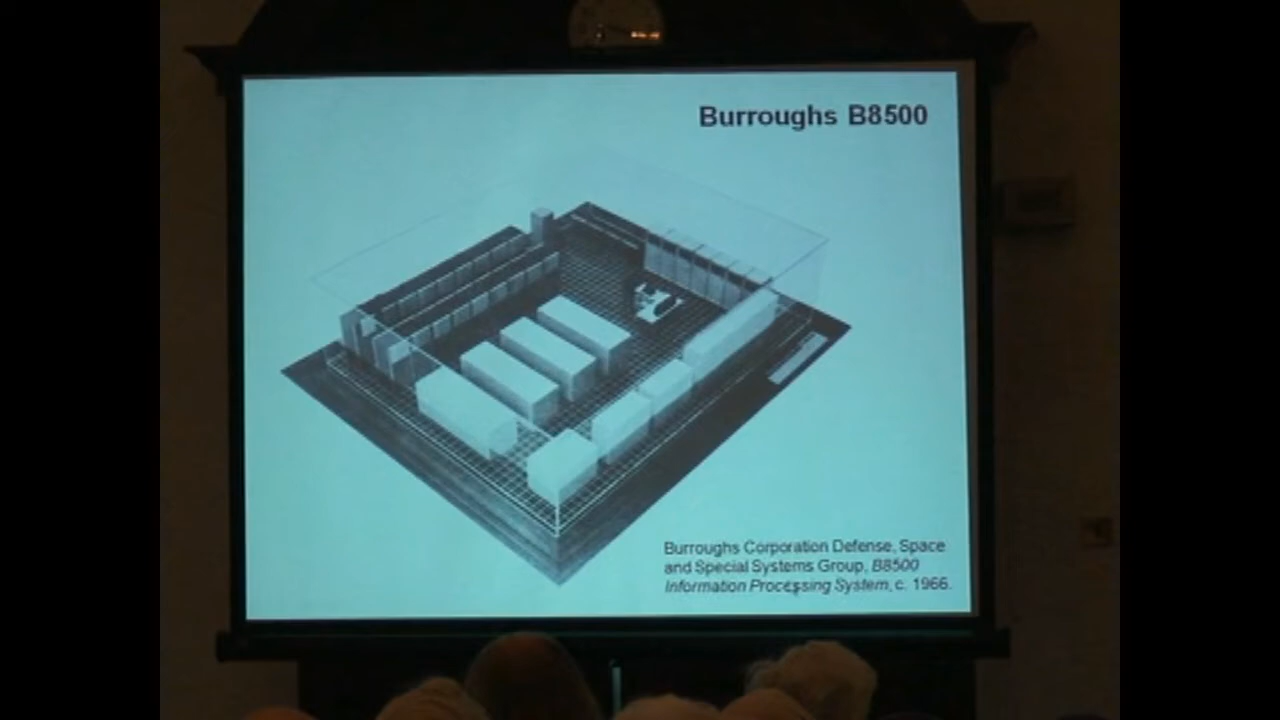 Burroughs B8500
Burroughs Corporation Defense, Space
and Special Systems Group, B8500
Information Processing System, c. 1966.